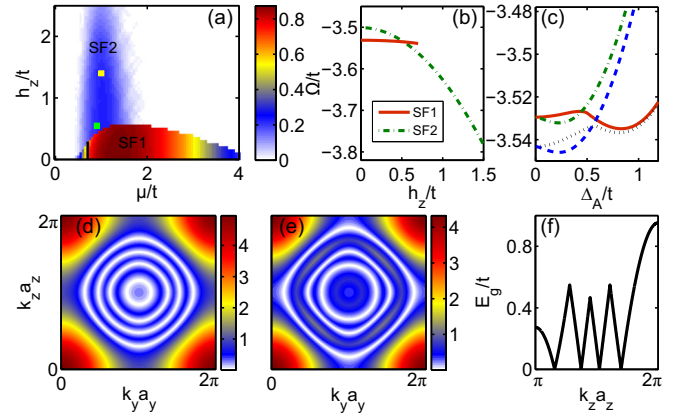 (a)
SF2
SF1
h_z/t
2
1
0
0 1 2 3 4
μ/t
0.8
0.6
0.4
0.2
0
Ω/t
(b)
-3.5
-3.6
-3.7
-3.8
SF1
SF2
0 0.5 1 1.5
h_z/t
(c)
-3.48
-3.5
-3.52
-3.54
0 0.5 1
Δ_A/t
(d)
2π
k_z a_z
0
0 2π
k_y a_y
4
3
2
1
(e)
0 2π
k_y a_y
4
3
2
1
(f)
0.8
0.4
0
E_g/t
π 2π
k_z a_z